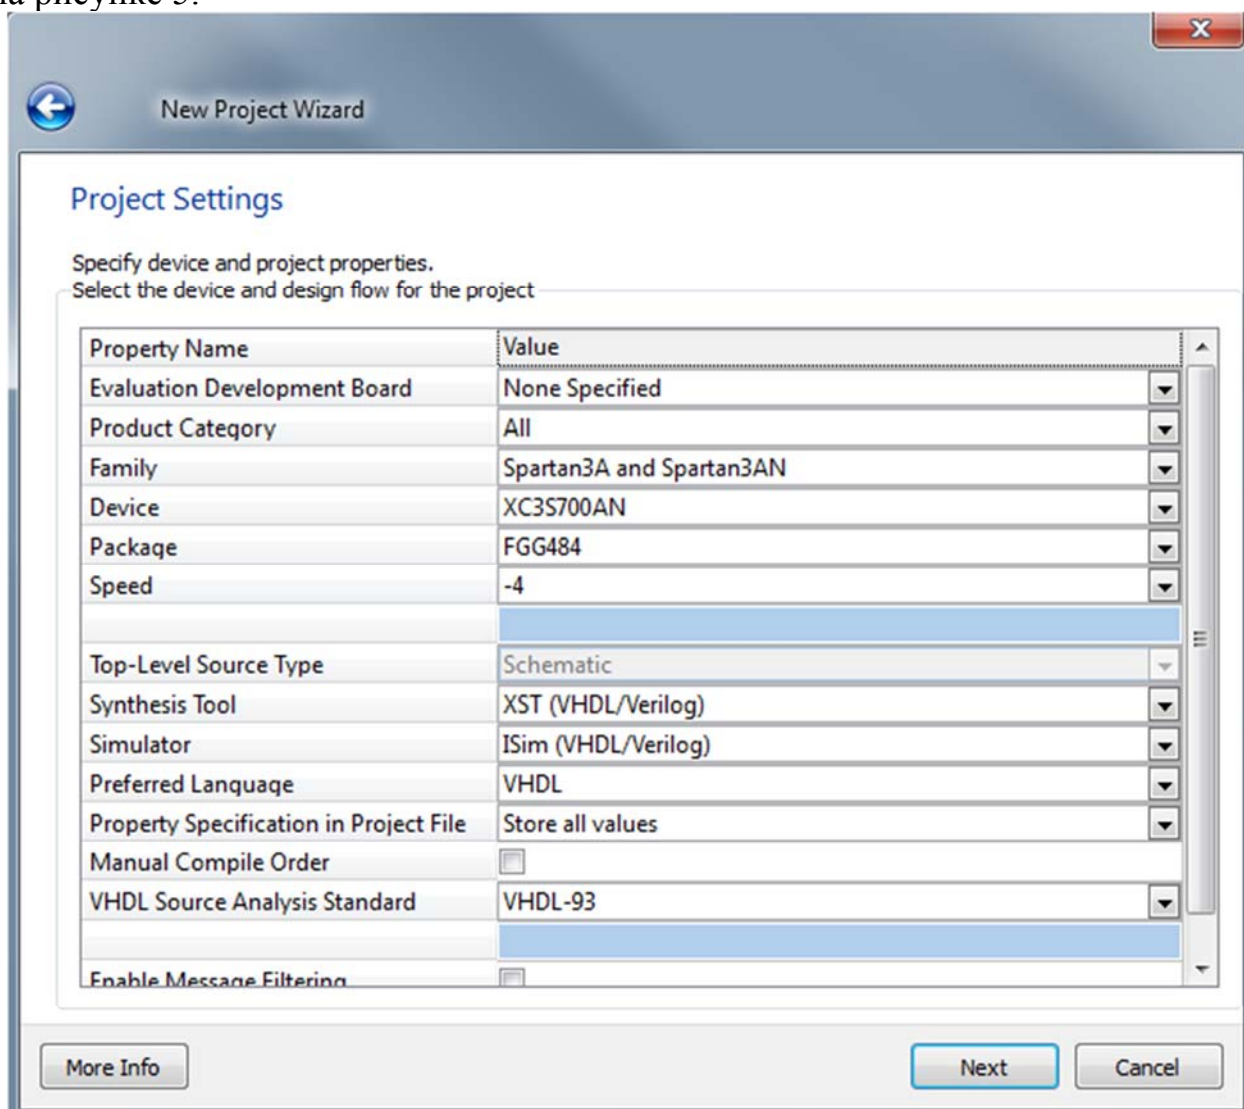 на рисунке 3.
New Project Wizard
Project Settings
Specify device and project properties.
Select the device and design flow for the project
Property Name Value
Evaluation Development Board None Specified
Product Category All
Family Spartan3A and Spartan3AN
Device XC3S700AN
Package FGG484
Speed -4
Top-Level Source Type Schematic
Synthesis Tool XST (VHDL/Verilog)
Simulator ISim (VHDL/Verilog)
Preferred Language VHDL
Property Specification in Project File Store all values
Manual Compile Order
VHDL Source Analysis Standard VHDL-93
Enable Message Filtering
More Info Next Cancel